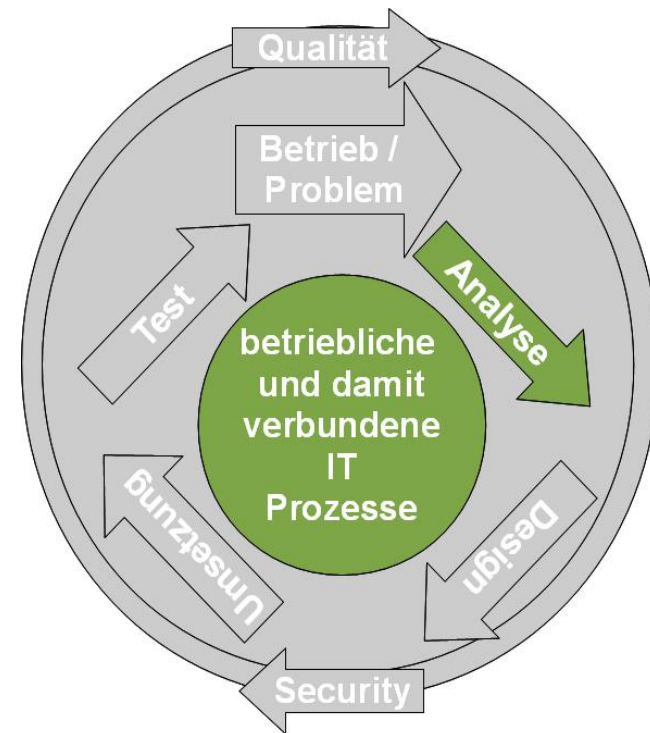 Qualität
Betrieb /
Problem
Analyse
Test
betriebliche
und damit
verbundene
IT
Prozesse
Design
Umsetzung
Security